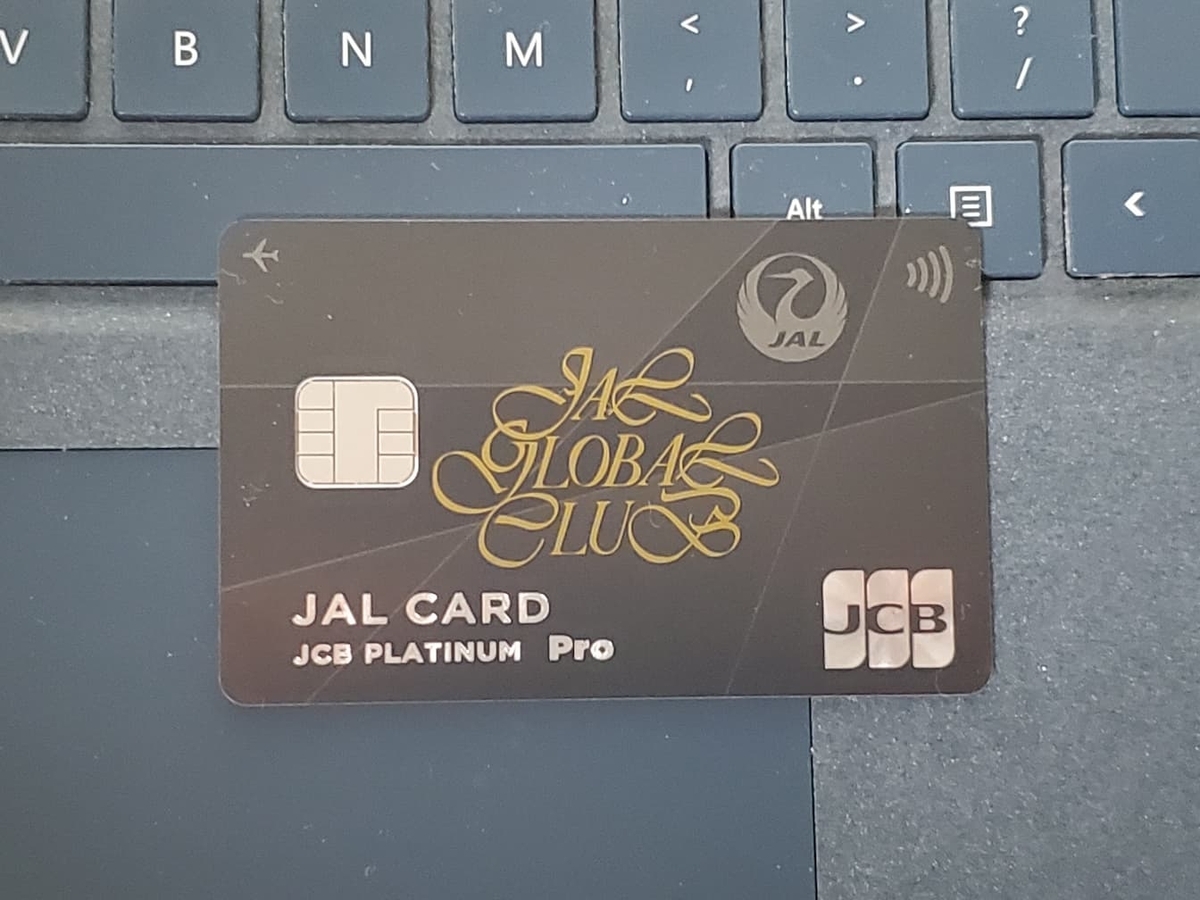 V B N M < > ?
, . /
Alt
JAL
JAL
GLOBAL
CLUB
JAL CARD
JCB PLATINUM Pro
JCB